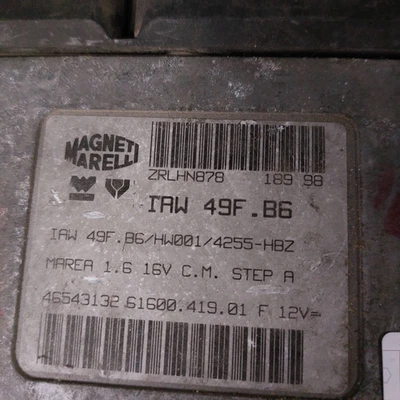 MAGNETI
MARELLI
ZRLHN878 189 98
IAW 49F.B6
IAW 49F.B6/HW001/4255-HBZ
MAREA 1.6 16V C.M. STEP A
46543132 61600.419.01 F 12V=